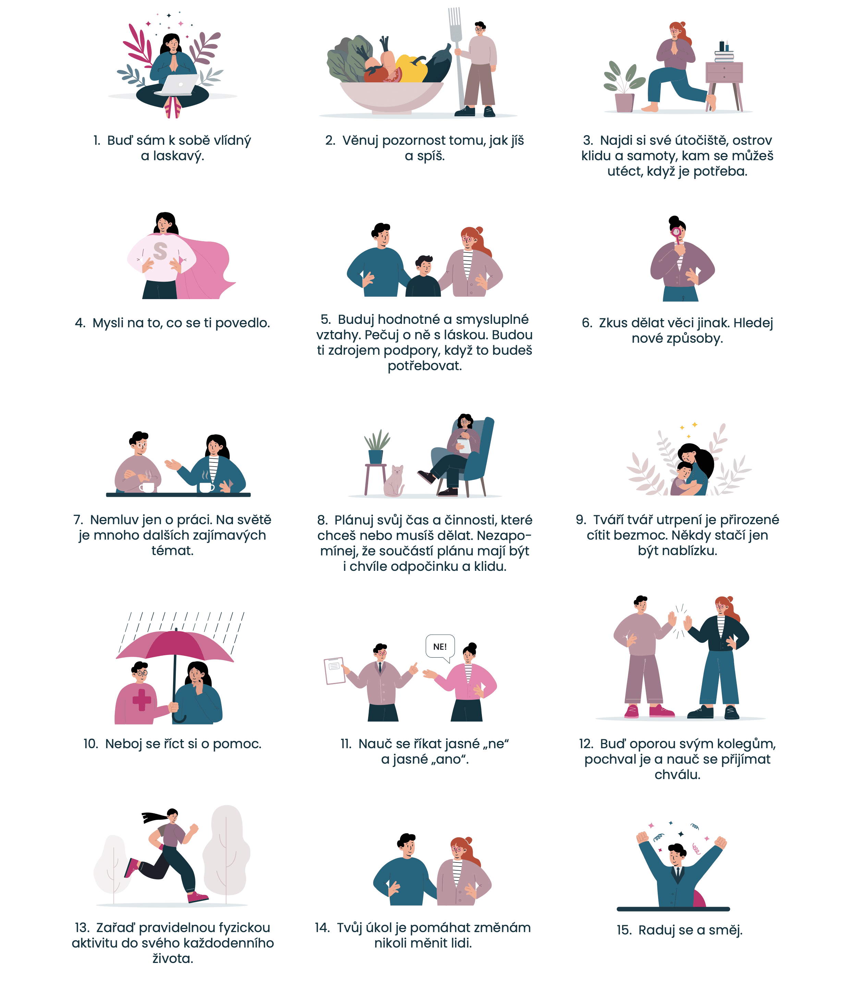 1. Buď sám k sobě vlídný
a laskavý.
2. Věnuj pozornost tomu, jak jíš
a spíš.
3. Najdi si své útočiště, ostrov
klidu a samoty, kam se můžeš
utéct, když je potřeba.
S
4. Mysli na to, co se ti povedlo.
5. Buduj hodnotné a smysluplné
vztahy. Pečuj o ně s láskou. Budou
ti zdrojem podpory, když to budeš
potřebovat.
6. Zkus dělat věci jinak. Hledej
nové způsoby.
7. Nemluv jen o práci. Na světě
je mnoho dalších zajímavých
témat.
8. Plánuj svůj čas a činnosti, které
chceš nebo musíš dělat. Nezapo-
mínej, že součástí plánu mají být
i chvíle odpočinku a klidu.
9. Tváří tvář utrpení je přirozené
cítit bezmoc. Někdy stačí jen
být nablízku.
10. Neboj se říct si o pomoc.
NE!
11. Nauč se říkat jasné „ne“
a jasné „ano“.
12. Buď oporou svým kolegům,
pochval je a nauč se přijímat
chválu.
13. Zařaď pravidelnou fyzickou
aktivitu do svého každodenního
života.
14. Tvůj úkol je pomáhat změnám
nikoli měnit lidi.
15. Raduj se a směj.